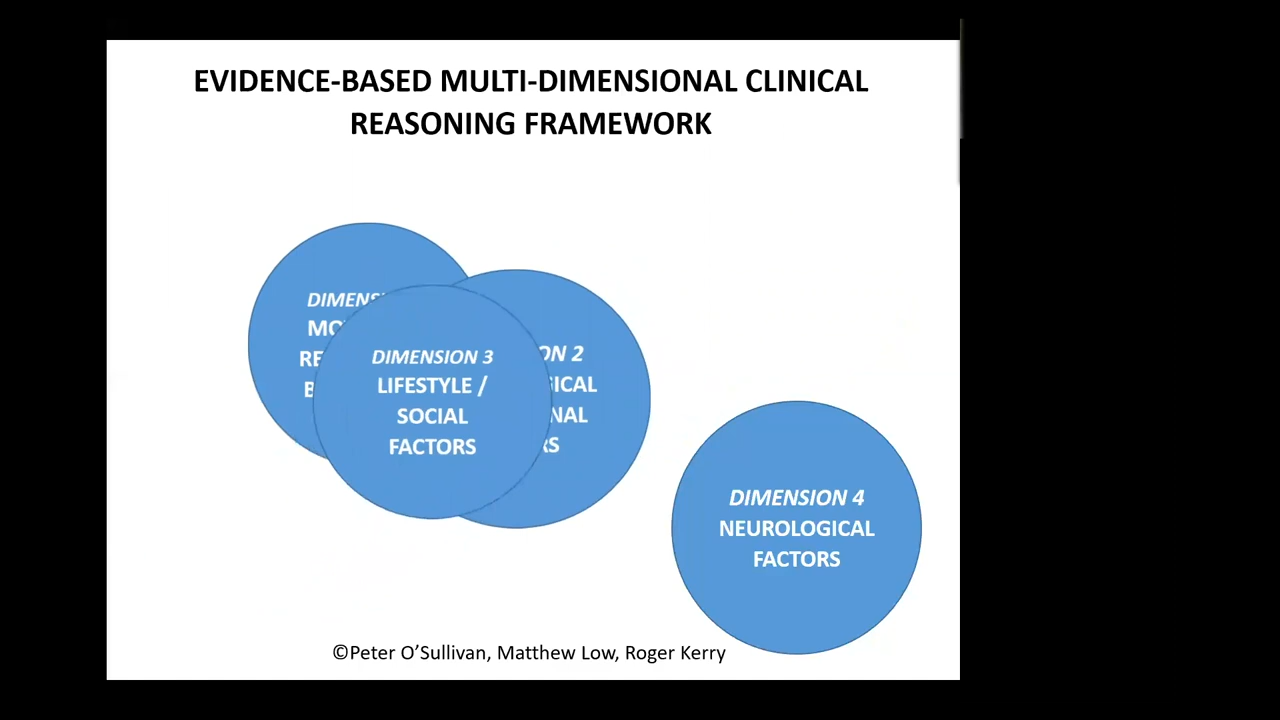 EVIDENCE-BASED MULTI-DIMENSIONAL CLINICAL
REASONING FRAMEWORK
DIMENSION 3
LIFESTYLE /
SOCIAL
FACTORS
DIMENSION 4
NEUROLOGICAL
FACTORS
©Peter O'Sullivan, Matthew Low, Roger Kerry